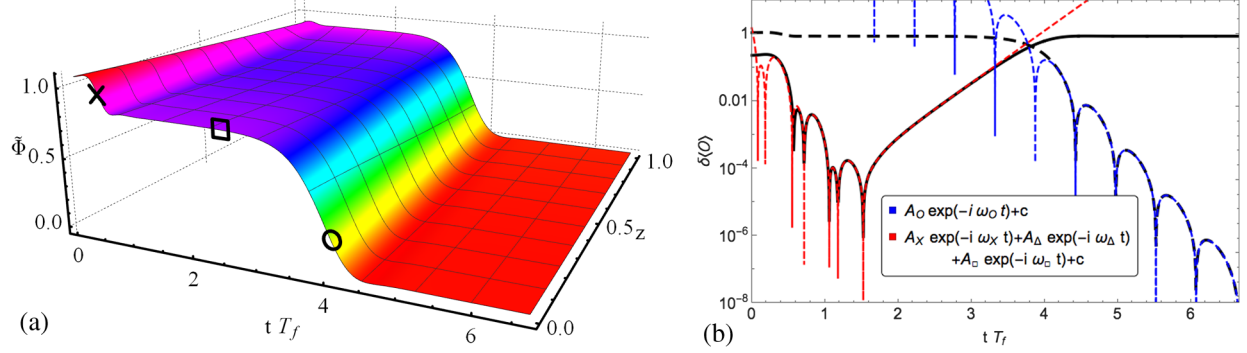 1.0
0.5
0.0
Φ̃
0
2
4
6
t T_f
0.0
0.5
1.0
z
(a)
δ⟨O⟩
1
0.01
10⁻⁴
10⁻⁶
10⁻⁸
A_O exp(-i ω_O t)+c
A_X exp(-i ω_X t)+A_Δ exp(-i ω_Δ t)
+A_□ exp(-i ω_□ t)+c
0 1 2 3 4 5 6
t T_f
(b)